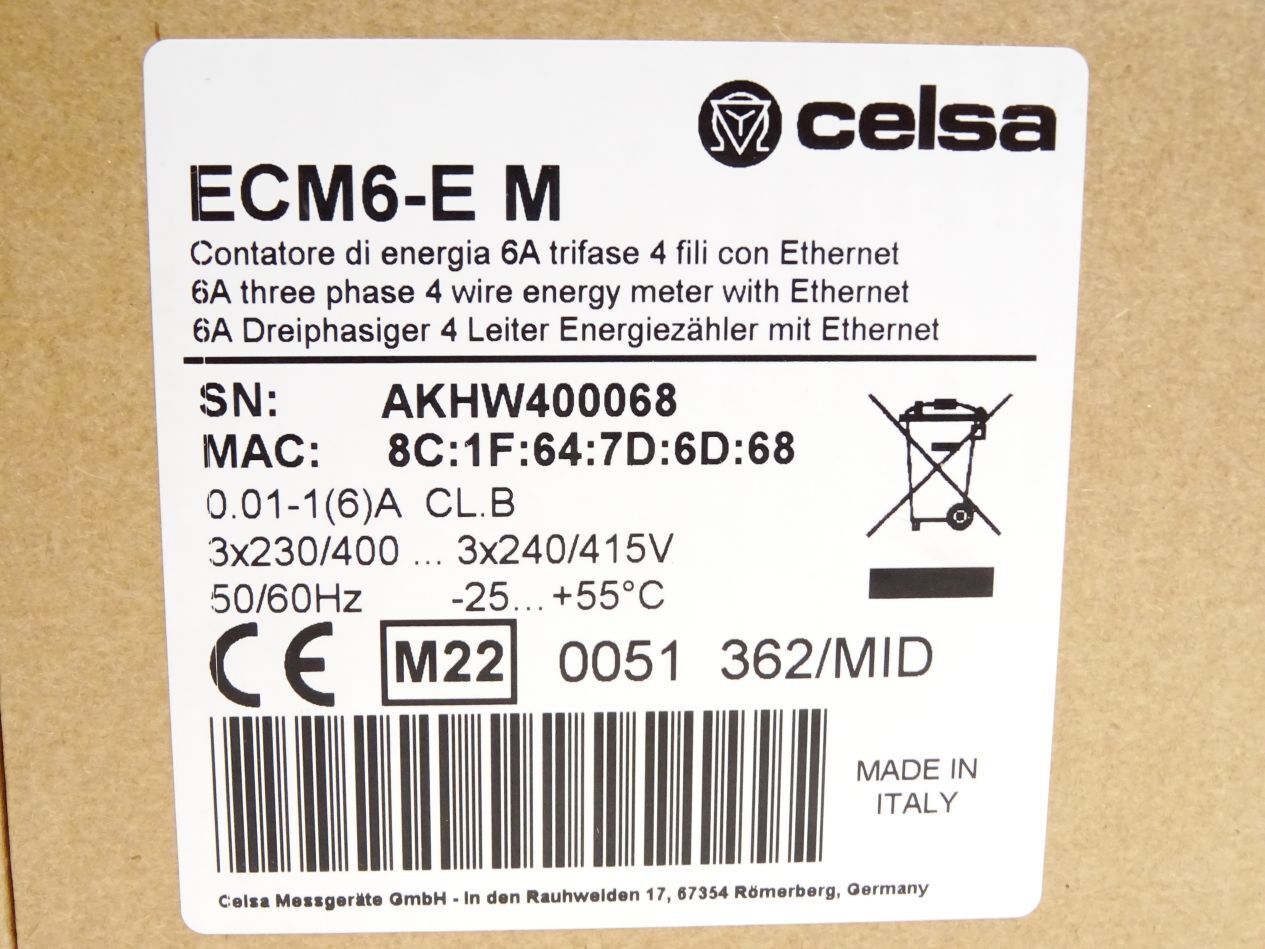 celsa
ECM6-E M
Contatore di energia 6A trifase 4 fili con Ethernet
6A three phase 4 wire energy meter with Ethernet
6A Dreiphasiger 4 Leiter Energiezähler mit Ethernet
SN: AKHW400068
MAC: 8C:1F:64:7D:6D:68
0.01-1(6)A CL.B
3x230/400 ... 3x240/415V
50/60Hz -25...+55°C
CE M22 0051 362/MID
MADE IN
ITALY
Celsa Messgeräte GmbH - In den Rauhweiden 17, 67354 Römerberg, Germany